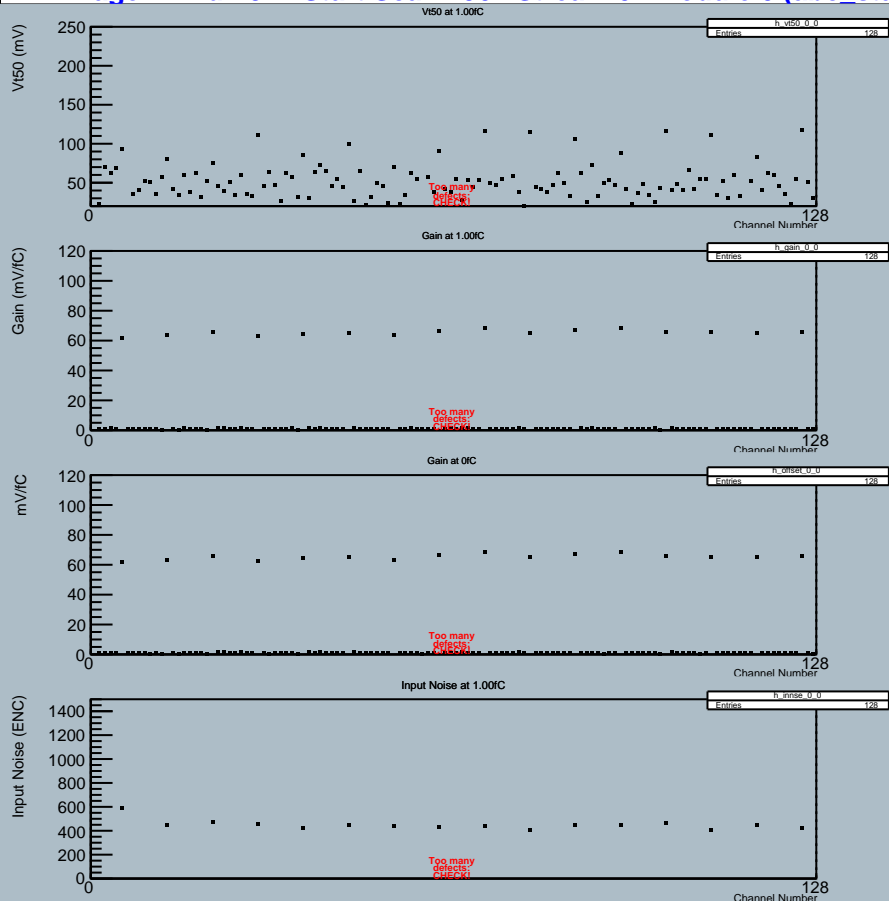 Vt50 at 1.00fC
h_vt50_0_0
Entries 128
Vt50 (mV)
250
200
150
100
50
Too many
defects:
CHECK!
0
128
Channel Number
Gain at 1.00fC
h_gain_0_0
Entries 128
Gain (mV/fC)
120
100
80
60
40
20
0
Too many
defects:
CHECK!
0
128
Channel Number
Gain at 0fC
h_offset_0_0
Entries 128
mV/fC
120
100
80
60
40
20
0
Too many
defects:
CHECK!
0
128
Channel Number
Input Noise at 1.00fC
h_innse_0_0
Entries 128
Input Noise (ENC)
1400
1200
1000
800
600
400
200
0
Too many
defects:
CHECK!
0
128
Channel Number